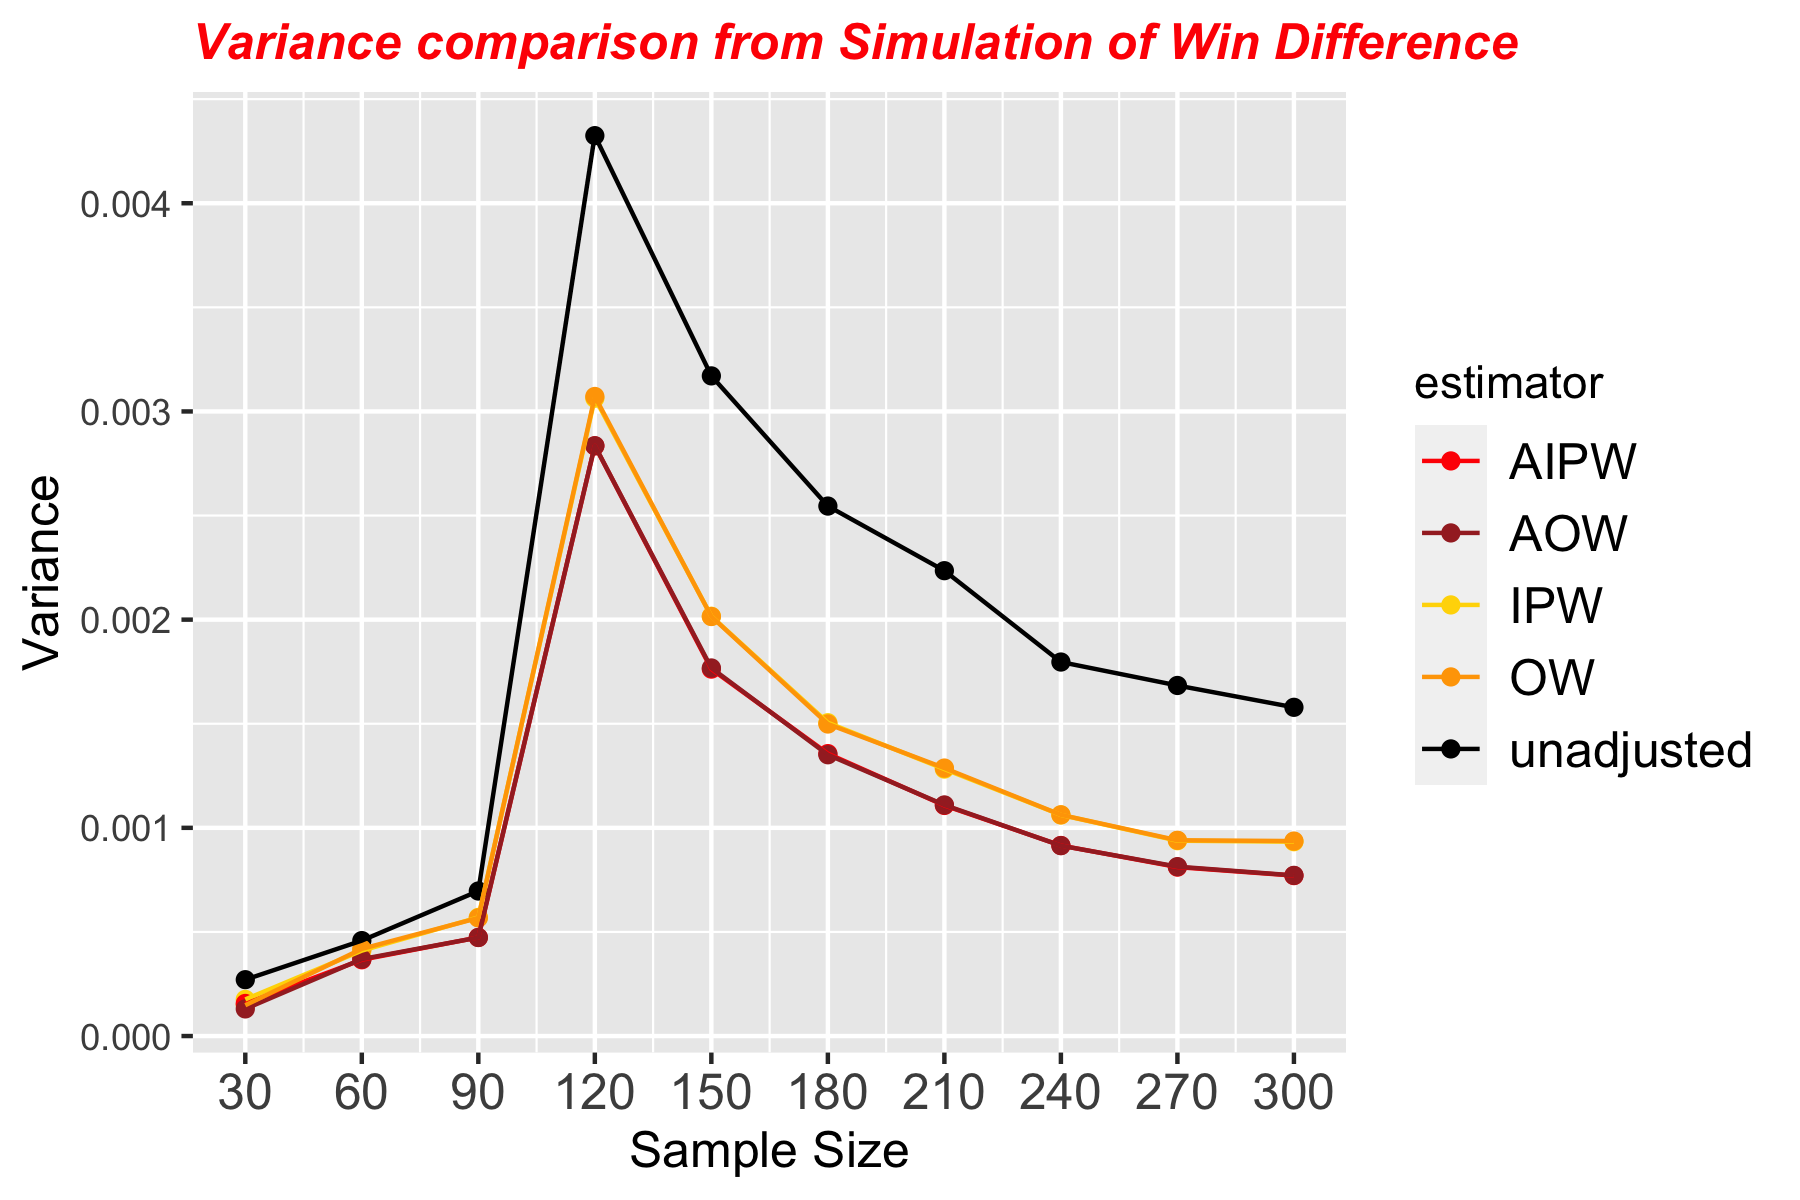 Variance comparison from Simulation of Win Difference
Variance
0.004
0.003
0.002
0.001
0.000
30 60 90 120 150 180 210 240 270 300
Sample Size
estimator
AIPW
AOW
IPW
OW
unadjusted